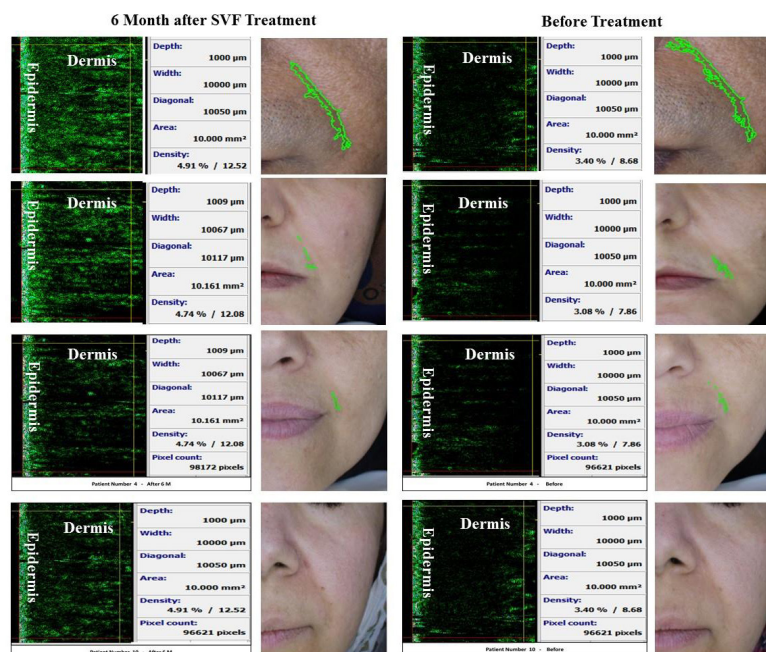 6 Month after SVF Treatment
Before Treatment
Epidermis
Dermis
Depth:
1000 µm
Width:
10000 µm
Diagonal:
10050 µm
Area:
10.000 mm²
Density:
4.91 % / 12.52
Epidermis
Dermis
Depth:
1000 µm
Width:
10000 µm
Diagonal:
10050 µm
Area:
10.000 mm²
Density:
3.40 % / 8.68
Epidermis
Dermis
Depth:
1009 µm
Width:
10067 µm
Diagonal:
10117 µm
Area:
10.161 mm²
Density:
4.74 % / 12.08
Epidermis
Dermis
Depth:
1000 µm
Width:
10000 µm
Diagonal:
10050 µm
Area:
10.000 mm²
Density:
3.08 % / 7.86
Epidermis
Dermis
Depth:
1009 µm
Width:
10067 µm
Diagonal:
10117 µm
Area:
10.161 mm²
Density:
4.74 % / 12.08
Pixel count:
98172 pixels
Patient Number 4 - After 6 M
Epidermis
Dermis
Depth:
1000 µm
Width:
10000 µm
Diagonal:
10050 µm
Area:
10.000 mm²
Density:
3.08 % / 7.86
Pixel count:
96621 pixels
Patient Number 4 - Before
Epidermis
Dermis
Depth:
1000 µm
Width:
10000 µm
Diagonal:
10050 µm
Area:
10.000 mm²
Density:
4.91 % / 12.52
Pixel count:
96621 pixels
Patient Number 10 - After 6 M
Epidermis
Dermis
Depth:
1000 µm
Width:
10000 µm
Diagonal:
10050 µm
Area:
10.000 mm²
Density:
3.40 % / 8.68
Pixel count:
96621 pixels
Patient Number 10 - Before